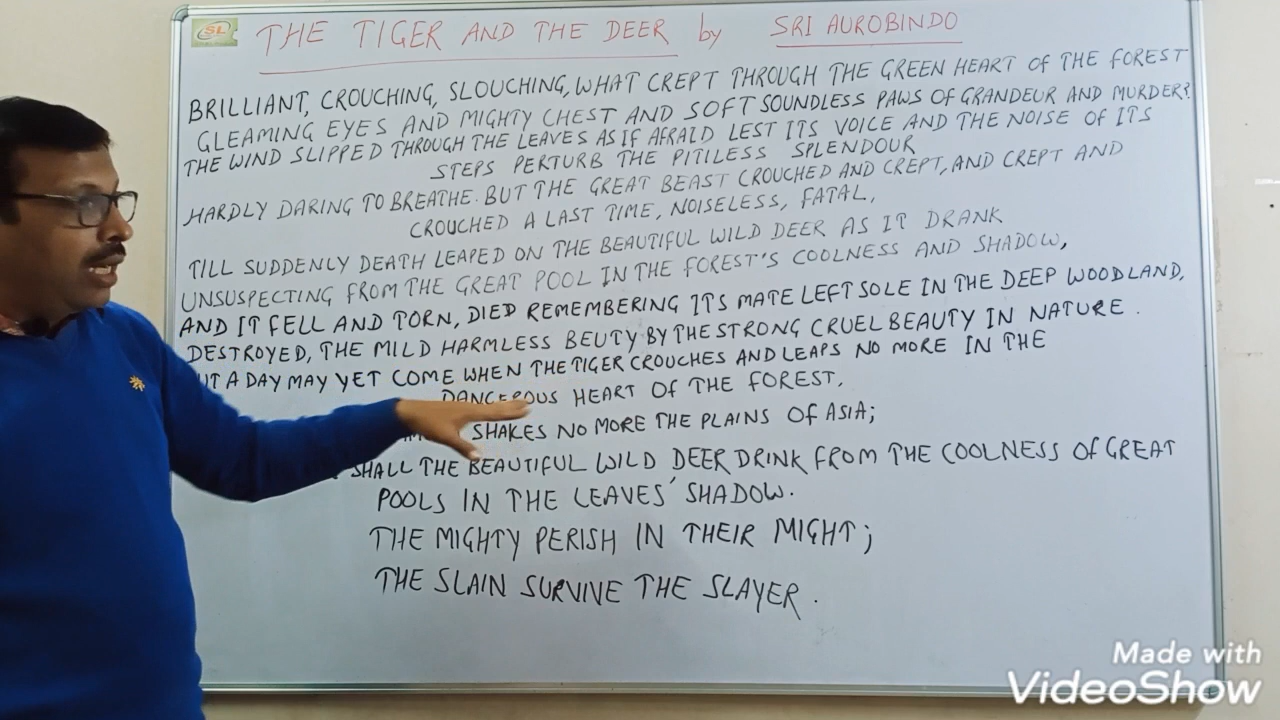 SL
THE TIGER AND THE DEER by SRI AUROBINDO
BRILLIANT, CROUCHING, SLOUCHING, WHAT CREPT THROUGH THE GREEN HEART OF THE FOREST
GLEAMING EYES AND MIGHTY CHEST AND SOFT SOUNDLESS PAWS OF GRANDEUR AND MURDER?
THE WIND SLIPPED THROUGH THE LEAVES AS IF AFRAID LEST ITS VOICE AND THE NOISE OF ITS
STEPS PERTURB THE PITILESS SPLENDOUR
HARDLY DARING TO BREATHE. BUT THE GREAT BEAST CROUCHED AND CREPT, AND CREPT AND
CROUCHED A LAST TIME, NOISELESS, FATAL,
TILL SUDDENLY DEATH LEAPED ON THE BEAUTIFUL WILD DEER AS IT DRANK
UNSUSPECTING FROM THE GREAT POOL IN THE FOREST'S COOLNESS AND SHADOW,
AND IT FELL AND TORN, DIED REMEMBERING ITS MATE LEFT SOLE IN THE DEEP WOODLAND,
DESTROYED, THE MILD HARMLESS BEUTY BY THE STRONG CRUEL BEAUTY IN NATURE.
UT A DAY MAY YET COME WHEN THE TIGER CROUCHES AND LEAPS NO MORE IN THE
DANGEROUS HEART OF THE FOREST,
SHAKES NO MORE THE PLAINS OF ASIA;
SHALL THE BEAUTIFUL WILD DEER DRINK FROM THE COOLNESS OF GREAT
POOLS IN THE LEAVES' SHADOW.
THE MIGHTY PERISH IN THEIR MIGHT;
THE SLAIN SURVIVE THE SLAYER.
Made with
VideoShow